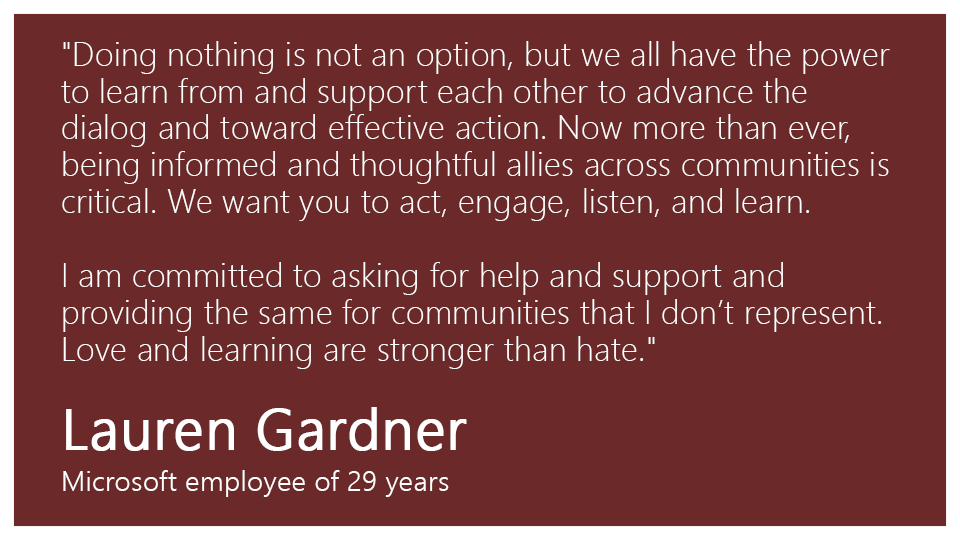 "Doing nothing is not an option, but we all have the power
to learn from and support each other to advance the
dialog and toward effective action. Now more than ever,
being informed and thoughtful allies across communities is
critical. We want you to act, engage, listen, and learn.
I am committed to asking for help and support and
providing the same for communities that I don’t represent.
Love and learning are stronger than hate."
Lauren Gardner
Microsoft employee of 29 years